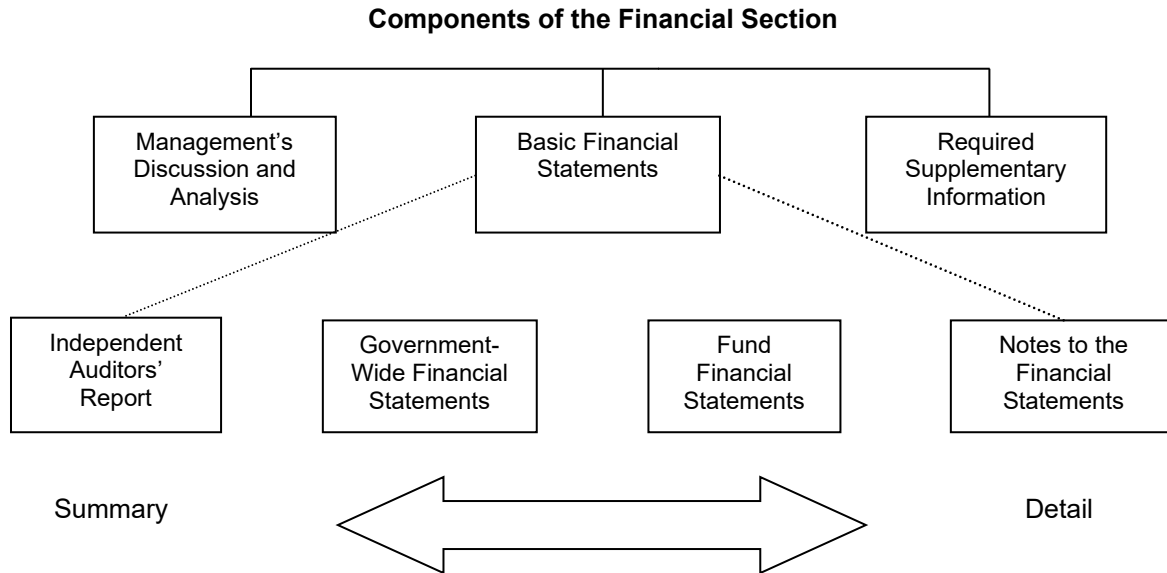 Components of the Financial Section
Management’s
Discussion and
Analysis
Basic Financial
Statements
Required
Supplementary
Information
Independent
Auditors’
Report
Government-
Wide Financial
Statements
Fund
Financial
Statements
Notes to the
Financial
Statements
Summary
Detail